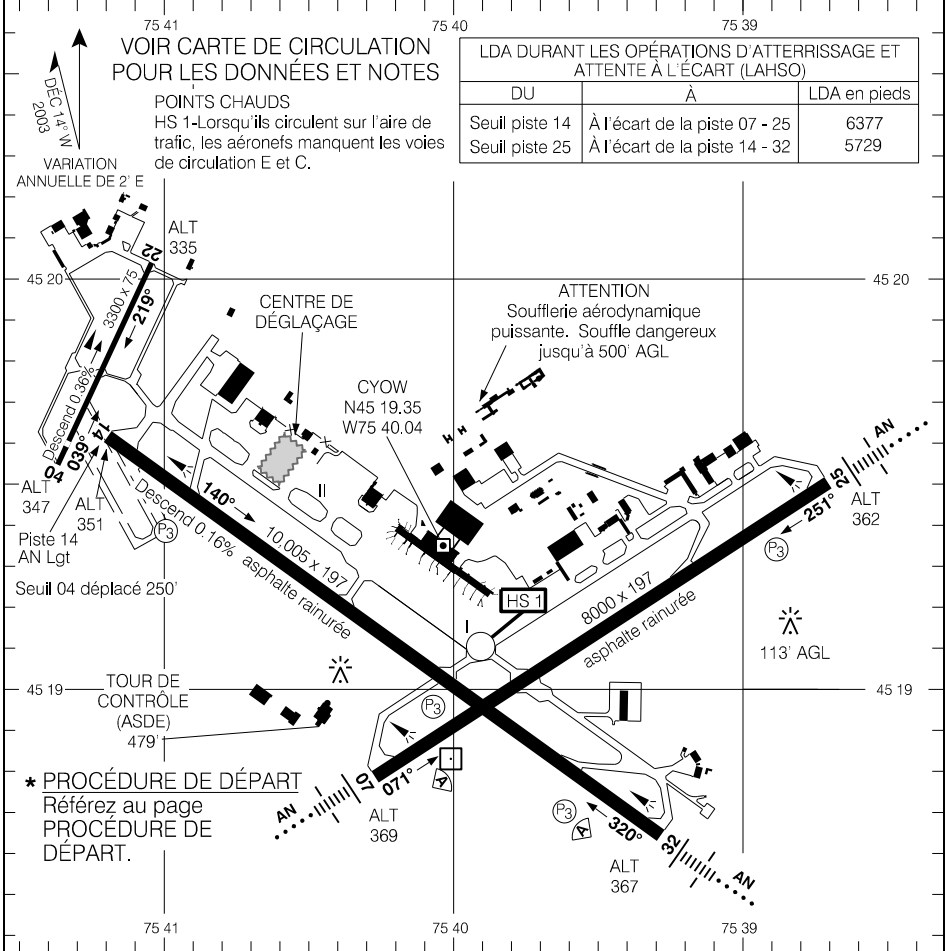 75 41
75 40
75 39
VOIR CARTE DE CIRCULATION
POUR LES DONNÉES ET NOTES
DÉC 14° W
2003
VARIATION
ANNUELLE DE 2' E
POINTS CHAUDS
HS 1-Lorsqu'ils circulent sur l'aire de
trafic, les aéronefs manquent les voies
de circulation E et C.
LDA DURANT LES OPÉRATIONS D'ATTERRISSAGE ET
ATTENTE À L'ÉCART (LAHSO)
DU À LDA en pieds
Seuil piste 14 À l'écart de la piste 07 - 25 6377
Seuil piste 25 À l'écart de la piste 14 - 32 5729
ALT
335
22
45 20
45 20
3300 x 75
219°
Descend 0.36%
039°
04
ALT
347
14
ALT
351
Piste 14
AN Lgt
Seuil 04 déplacé 250'
CENTRE DE
DÉGLAÇAGE
ATTENTION
Soufflerie aérodynamique
puissante. Souffle dangereux
jusqu'à 500' AGL
CYOW
N45 19.35
W75 40.04
H H
II
140°
Descend 0.16%
10.005 x 197
asphalte rainurée
P3
AN
25
ALT
362
251°
P3
8000 x 197
asphalte rainurée
HS 1
I
113' AGL
45 19
45 19
TOUR DE
CONTRÔLE
(ASDE)
479'
P3
* PROCÉDURE DE DÉPART
Référez au page
PROCÉDURE DE
DÉPART.
AN
07
071°
A
ALT
369
P3
A
320°
32
ALT
367
AN
75 41
75 40
75 39